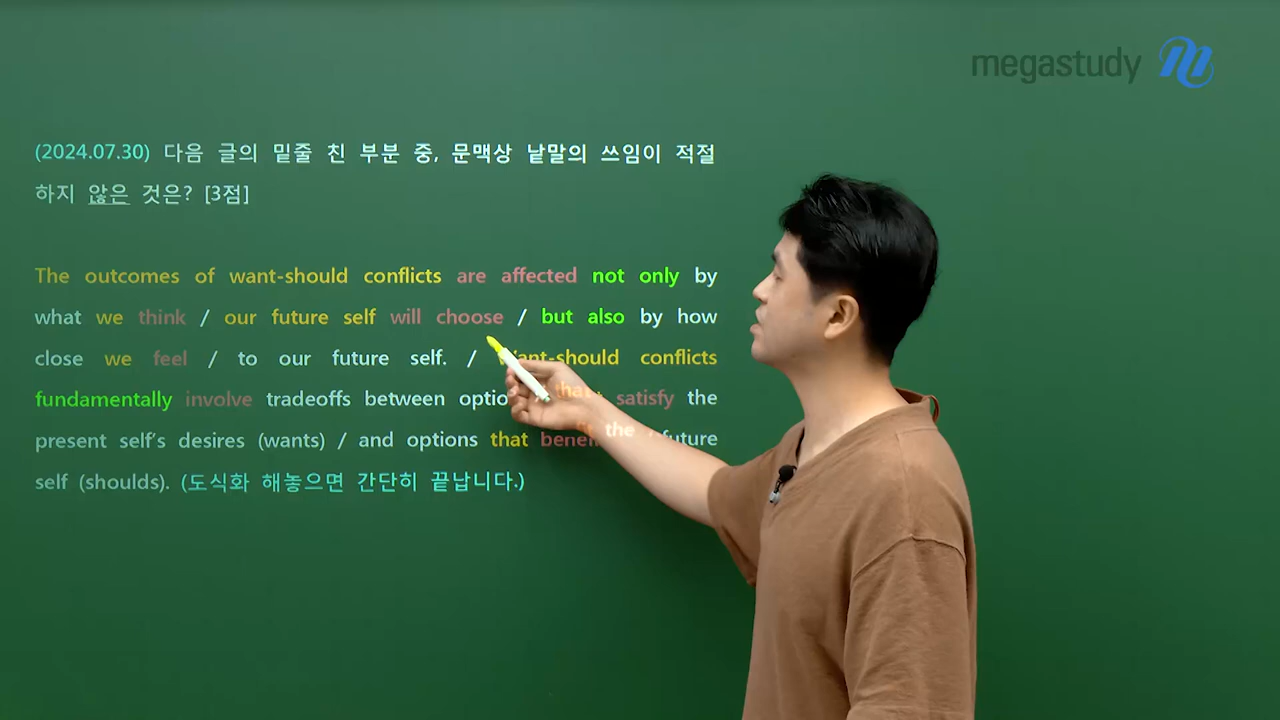 megastudy
(2024.07.30) 다음 글의 밑줄 친 부분 중, 문맥상 낱말의 쓰임이 적절
하지 않은 것은? [3점]
The outcomes of want-should conflicts are affected not only by
what we think / our future self will choose / but also by how
close we feel / to our future self. / Want-should conflicts
fundamentally involve tradeoffs between optio that satisfy the
present self's desires (wants) / and options that benefit the future
self (shoulds). (도식화 해놓으면 간단히 끝납니다.)